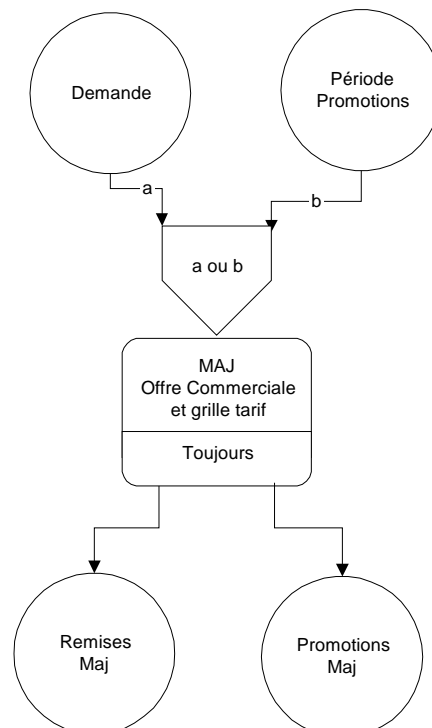 Demande
Période
Promotions
a
b
a ou b
MAJ
Offre Commerciale
et grille tarif
Toujours
Remises
Maj
Promotions
Maj